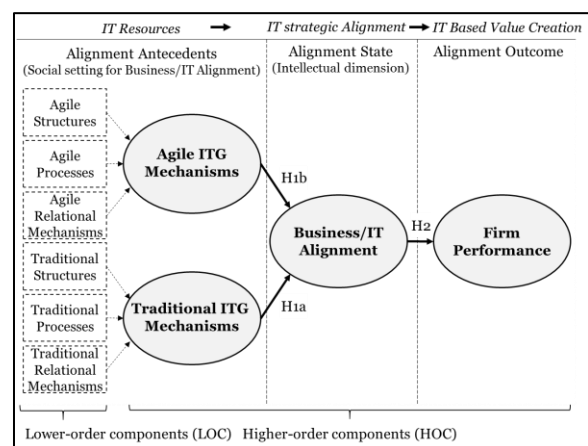 IT Resources
IT strategic Alignment
IT Based Value Creation
Alignment Antecedents
(Social setting for Business/IT Alignment)
Alignment State
(Intellectual dimension)
Alignment Outcome
Agile
Structures
Agile
Processes
Agile
Relational
Mechanisms
Traditional
Structures
Traditional
Processes
Traditional
Relational
Mechanisms
Agile ITG
Mechanisms
Traditional ITG
Mechanisms
H1b
H1a
Business/IT
Alignment
H2
Firm
Performance
Lower-order components (LOC)
Higher-order components (HOC)